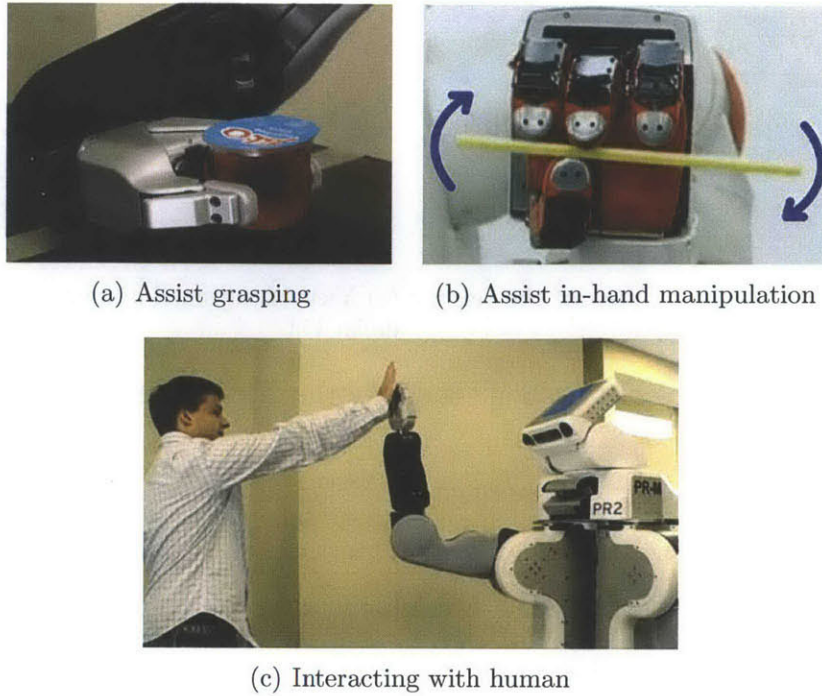 (a) Assist grasping
(b) Assist in-hand manipulation
PR2
(c) Interacting with human